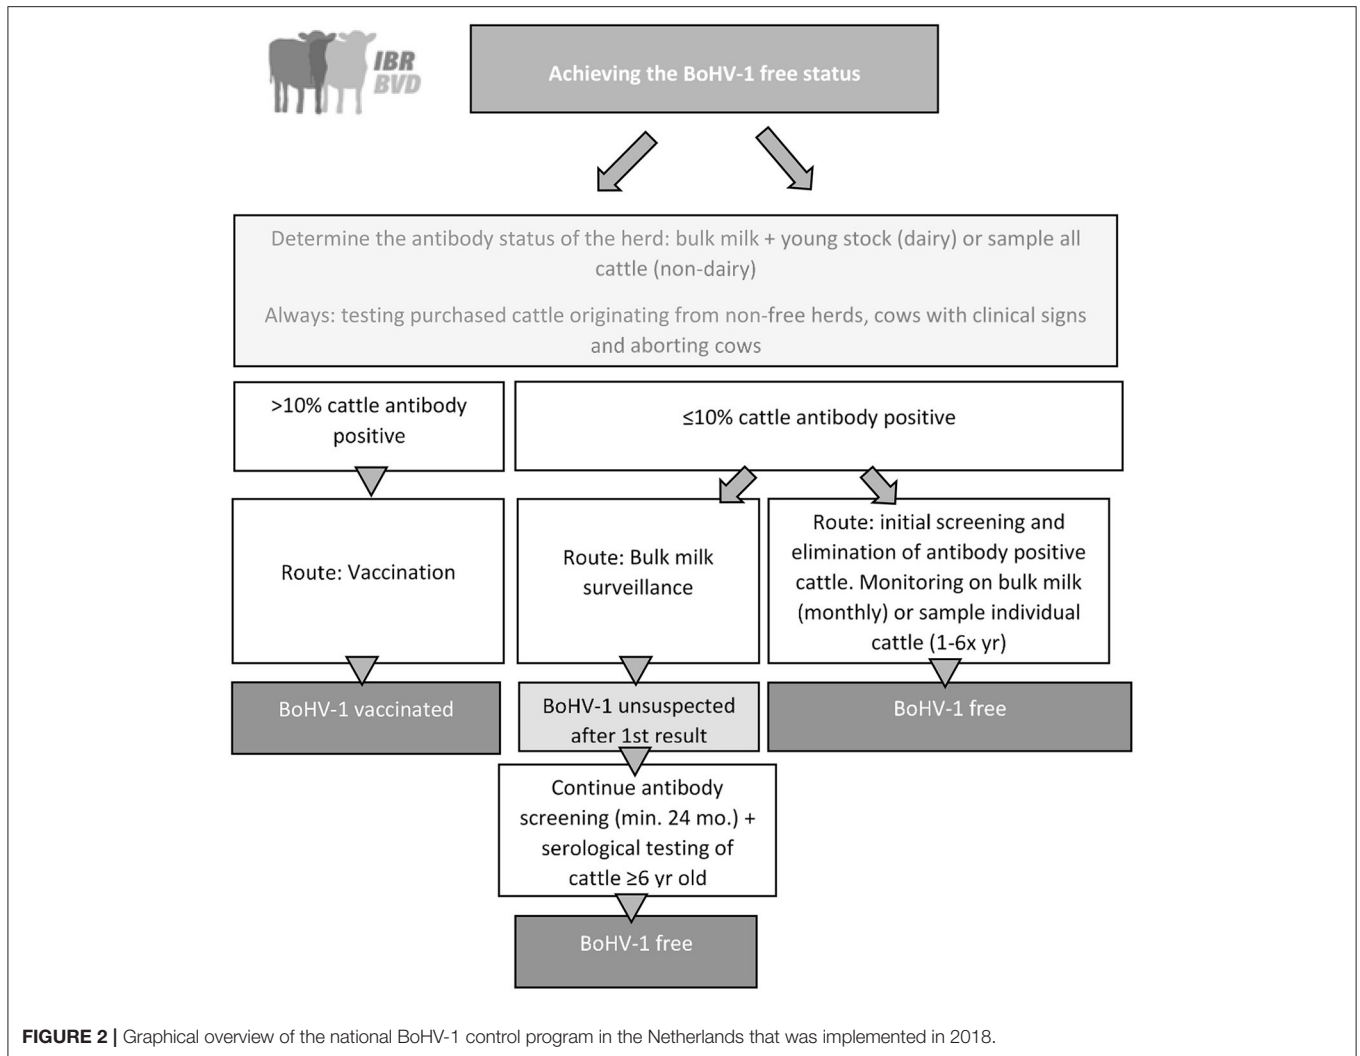 IBR
BVD
Achieving the BoHV-1 free status
Determine the antibody status of the herd: bulk milk + young stock (dairy) or sample all
cattle (non-dairy)
Always: testing purchased cattle originating from non-free herds, cows with clinical signs
and aborting cows
>10% cattle antibody
positive
≤10% cattle antibody positive
Route: Vaccination
Route: Bulk milk
surveillance
Route: initial screening and
elimination of antibody positive
cattle. Monitoring on bulk milk
(monthly) or sample individual
cattle (1-6x yr)
BoHV-1 vaccinated
BoHV-1 unsuspected
after 1st result
BoHV-1 free
Continue antibody
screening (min. 24 mo.) +
serological testing of
cattle ≥6 yr old
BoHV-1 free
FIGURE 2 | Graphical overview of the national BoHV-1 control program in the Netherlands that was implemented in 2018.